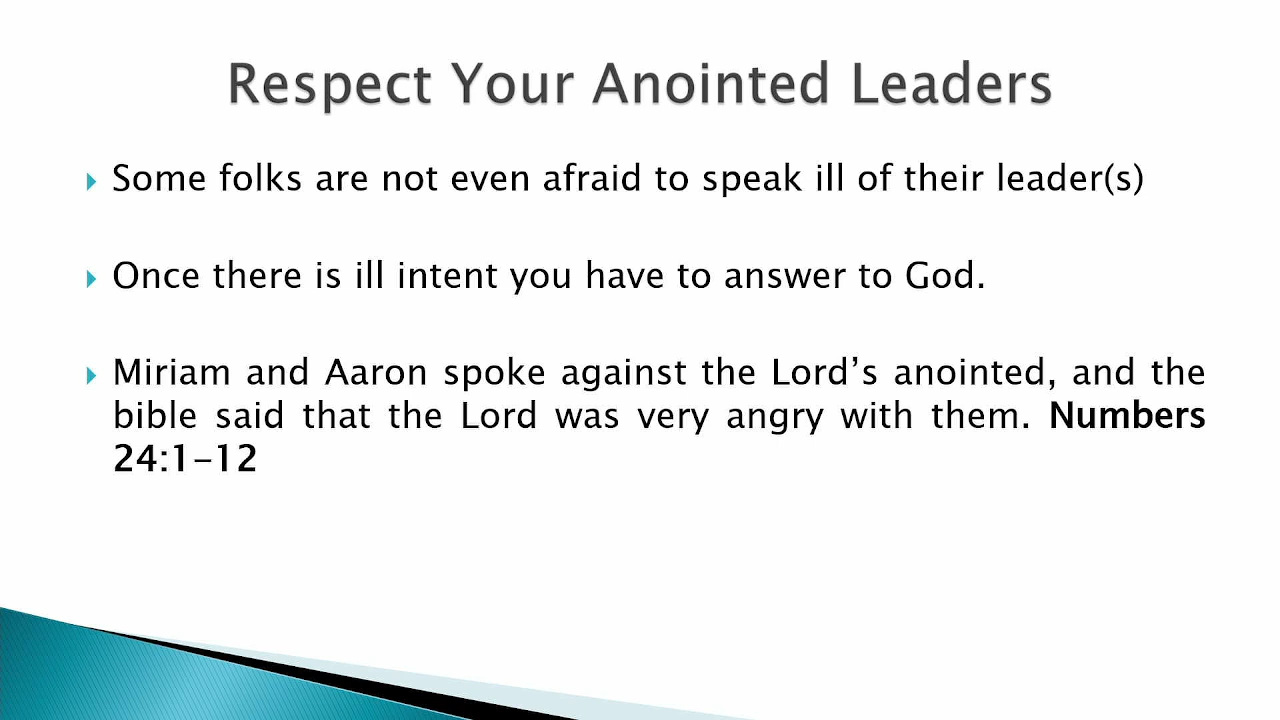 Respect Your Anointed Leaders
Some folks are not even afraid to speak ill of their leader(s)
Once there is ill intent you have to answer to God.
Miriam and Aaron spoke against the Lord’s anointed, and the
bible said that the Lord was very angry with them. Numbers
24:1-12